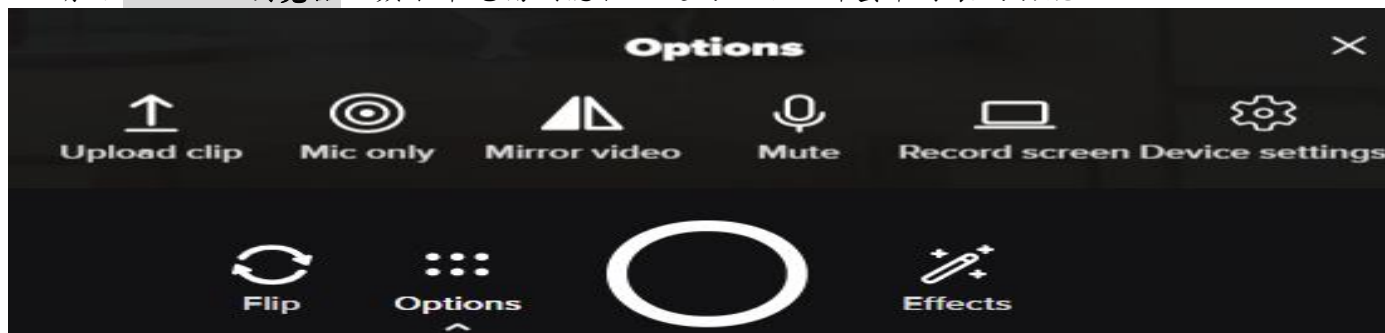 Options
Upload clip Mic only Mirror video Mute Record screen Device settings
Flip Options Effects